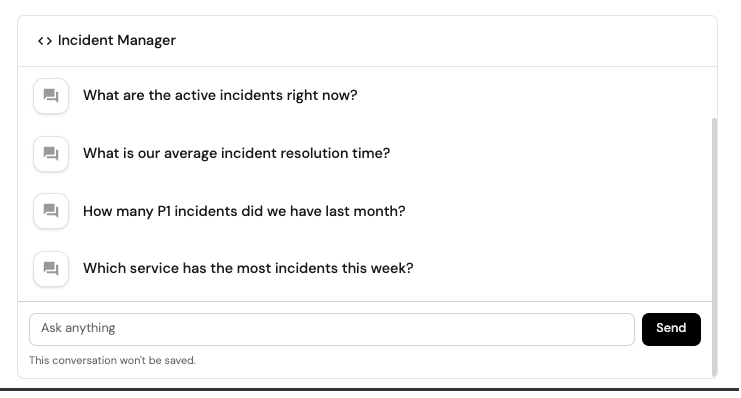 <> Incident Manager
What are the active incidents right now?
What is our average incident resolution time?
How many P1 incidents did we have last month?
Which service has the most incidents this week?
Ask anything
Send
This conversation won't be saved.